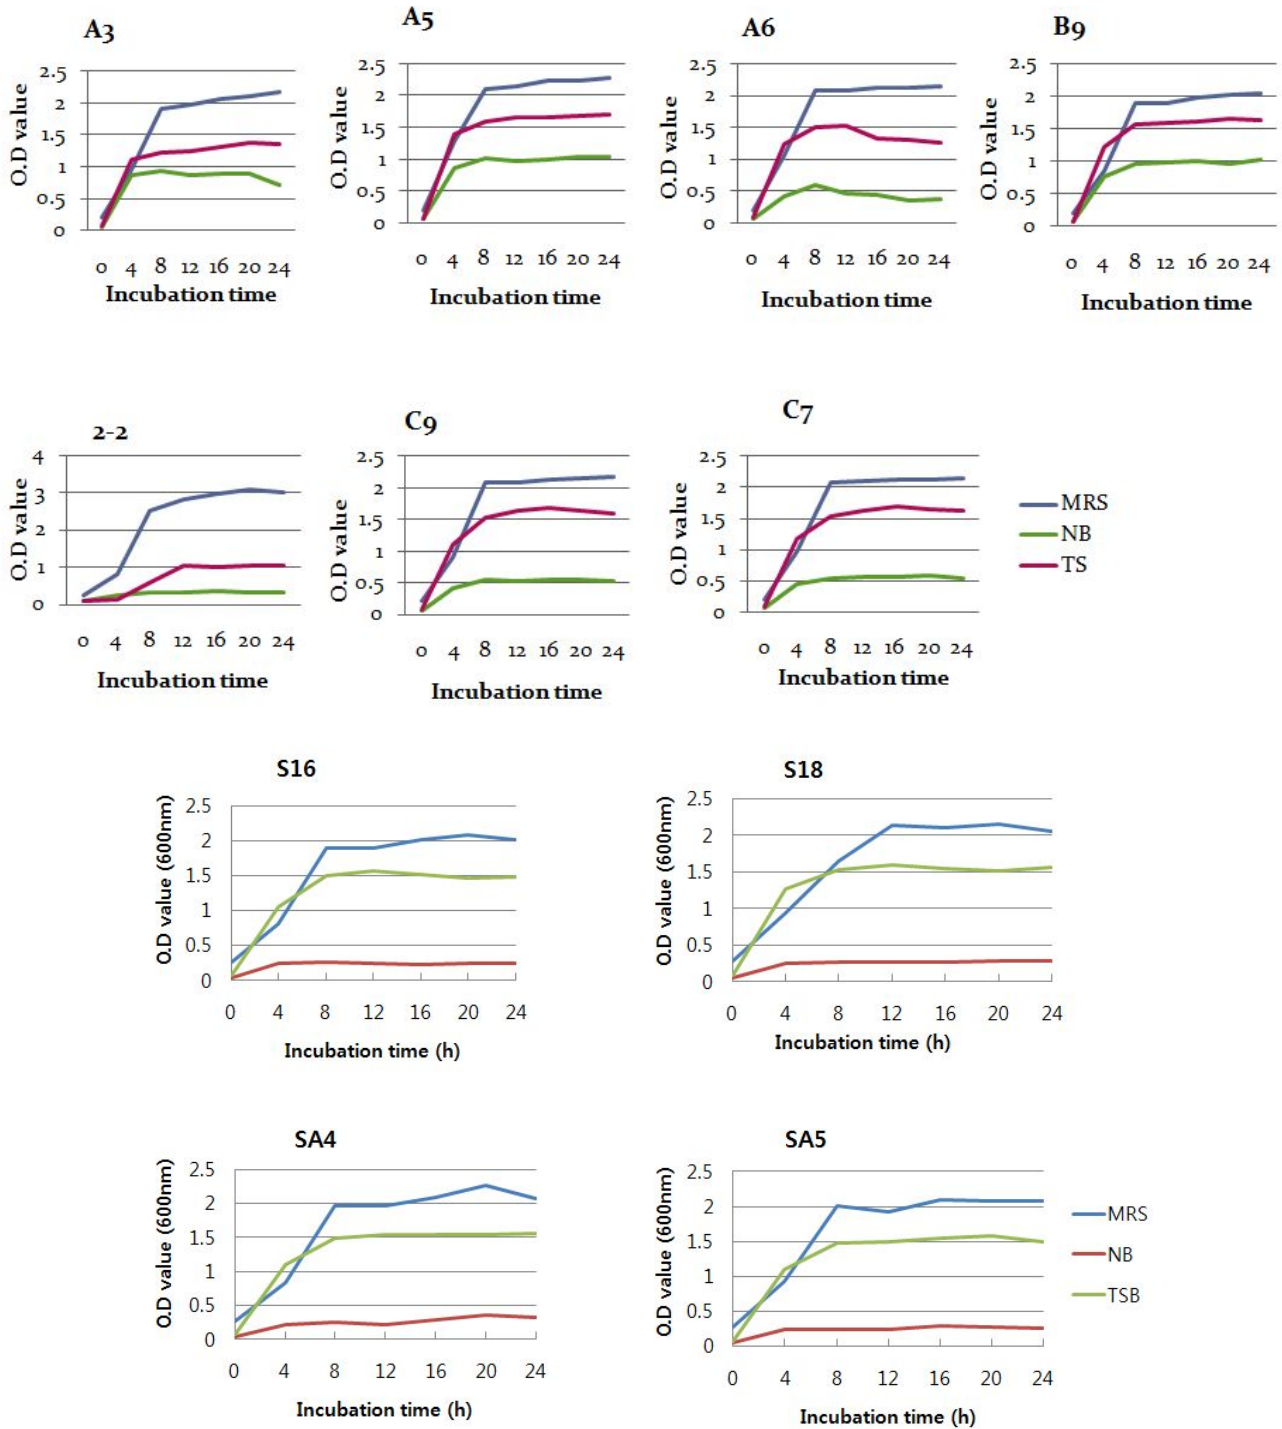 A3
A5
A6
B9
O.D value
2.5
2
1.5
1
0.5
0
0 4 8 12 16 20 24
Incubation time
O.D value
2.5
2
1.5
1
0.5
0
0 4 8 12 16 20 24
Incubation time
O.D value
2.5
2
1.5
1
0.5
0
0 4 8 12 16 20 24
Incubation time
O.D value
2.5
2
1.5
1
0.5
0
0 4 8 12 16 20 24
Incubation time
2-2
O.D value
4
3
2
1
0
0 4 8 12 16 20 24
Incubation time
C9
O.D value
2.5
2
1.5
1
0.5
0
0 4 8 12 16 20 24
Incubation time
C7
O.D value
2.5
2
1.5
1
0.5
0
0 4 8 12 16 20 24
Incubation time
MRS
NB
TS
S16
O.D value (600nm)
2.5
2
1.5
1
0.5
0
0 4 8 12 16 20 24
Incubation time (h)
S18
O.D value (600nm)
2.5
2
1.5
1
0.5
0
0 4 8 12 16 20 24
Incubation time (h)
SA4
O.D value (600nm)
2.5
2
1.5
1
0.5
0
0 4 8 12 16 20 24
Incubation time (h)
SA5
O.D value (600nm)
2.5
2
1.5
1
0.5
0
0 4 8 12 16 20 24
Incubation time (h)
MRS
NB
TSB